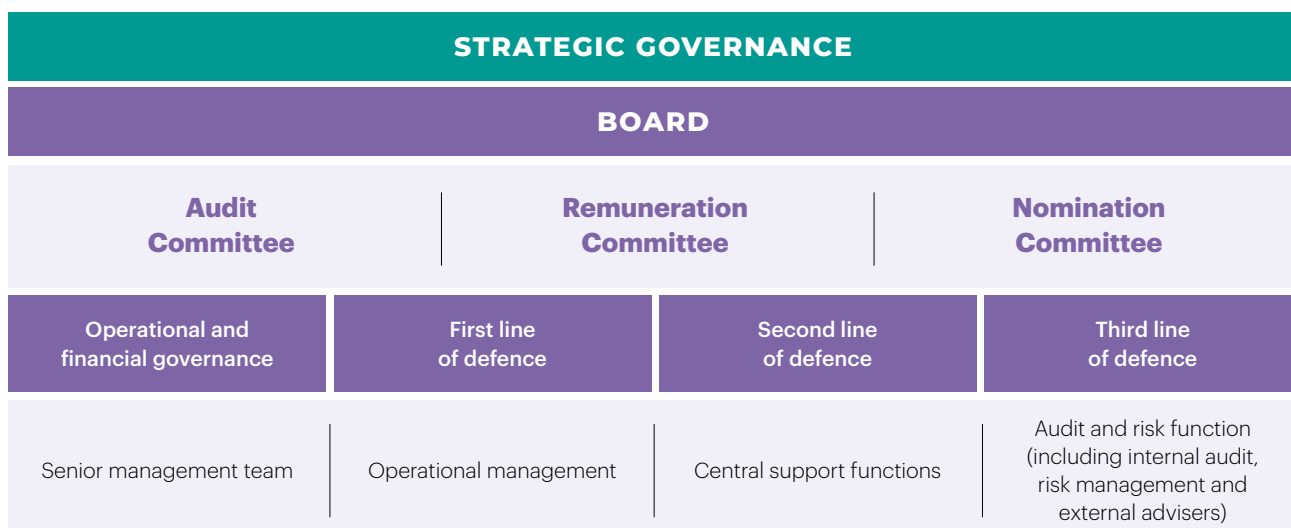 STRATEGIC GOVERNANCE
BOARD
Audit
Committee
Remuneration
Committee
Nomination
Committee
Operational and
financial governance
First line
of defence
Second line
of defence
Third line
of defence
Senior management team
Operational management
Central support functions
Audit and risk function
(including internal audit,
risk management and
external advisers)